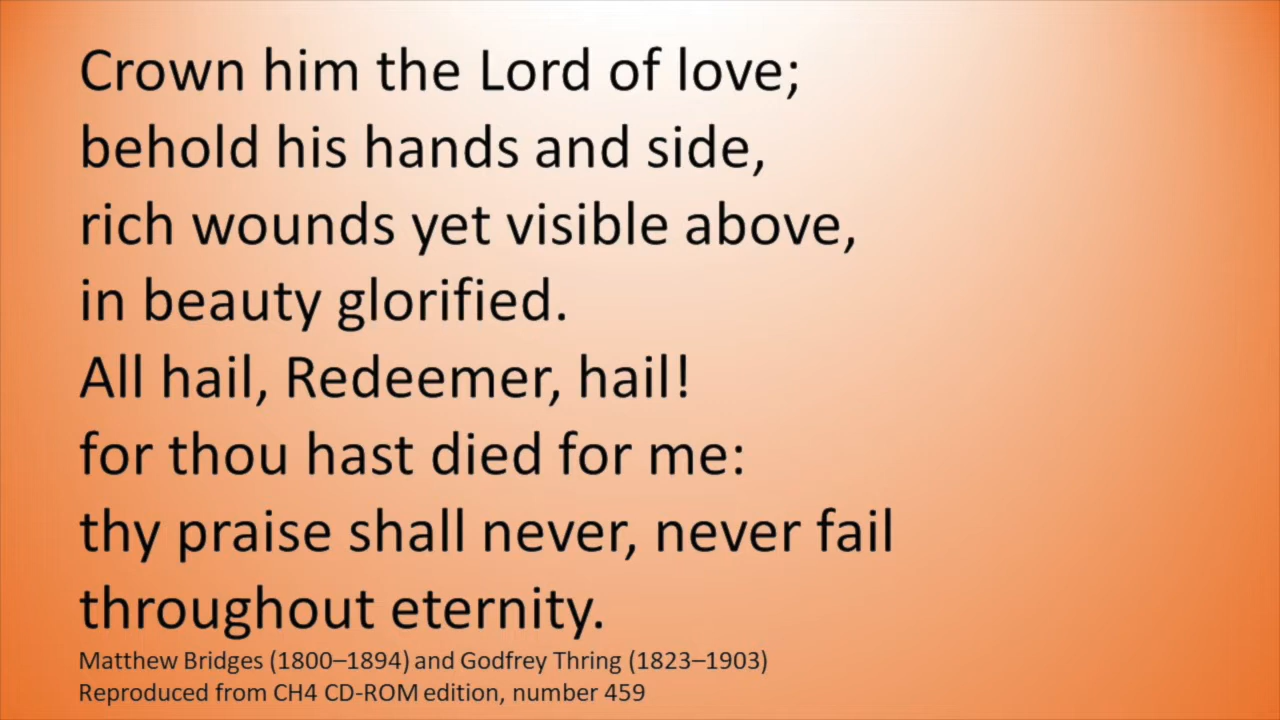 Crown him the Lord of love;
behold his hands and side,
rich wounds yet visible above,
in beauty glorified.
All hail, Redeemer, hail!
for thou hast died for me:
thy praise shall never, never fail
throughout eternity.
Matthew Bridges (1800–1894) and Godfrey Thring (1823–1903)
Reproduced from CH4 CD-ROM edition, number 459